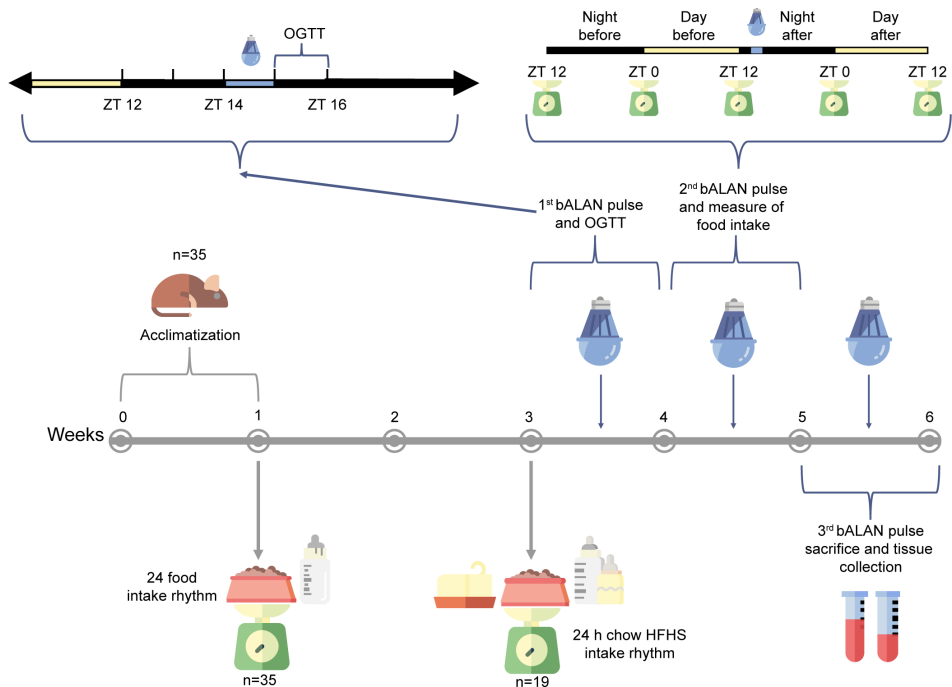 OGTT
ZT 12
ZT 14
ZT 16
Night before
Day before
Night after
Day after
ZT 12
ZT 0
ZT 12
ZT 0
ZT 12
1st bALAN pulse
and OGTT
2nd bALAN pulse
and measure of
food intake
n=35
Acclimatization
Weeks
0
1
2
3
4
5
6
24 food
intake rhythm
n=35
24 h chow HFHS
intake rhythm
n=19
3rd bALAN pulse
sacrifice and tissue
collection